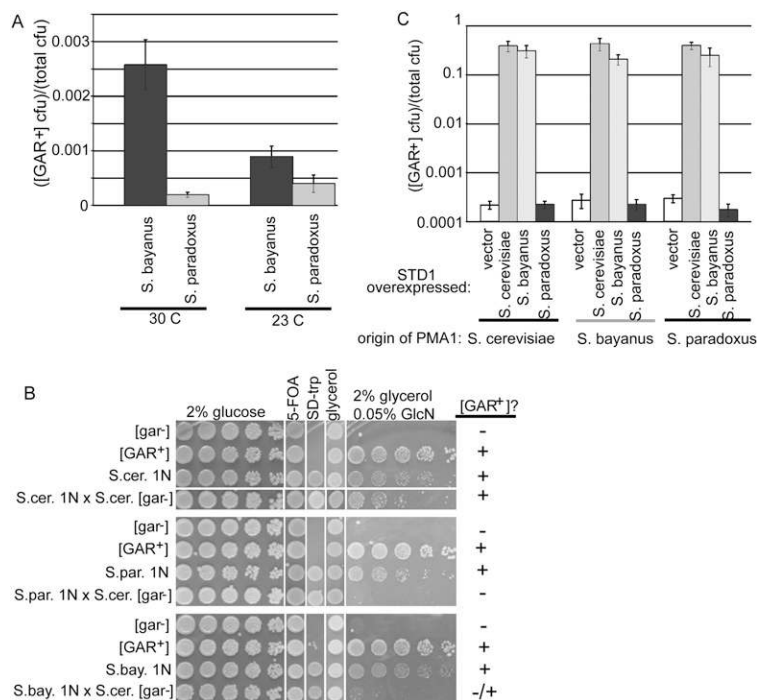 A
([GAR+] cfu)/(total cfu)
0.003
0.002
0.001
0
S. bayanus
S. paradoxus
S. bayanus
S. paradoxus
30 C
23 C
C
([GAR+] cfu)/(total cfu)
1
0.1
0.01
0.001
0.0001
STD1 overexpressed:
vector
S. cerevisiae
S. bayanus
S. paradoxus
vector
S. cerevisiae
S. bayanus
S. paradoxus
vector
S. cerevisiae
S. bayanus
S. paradoxus
origin of PMA1: S. cerevisiae S. bayanus S. paradoxus
B
2% glucose
5-FOA
SD-trp
glycerol
2% glycerol
0.05% GlcN
[GAR⁺]?
[gar-] -
[GAR⁺] +
S.cer. 1N +
S.cer. 1N x S.cer. [gar-] +
[gar-] -
[GAR⁺] +
S.par. 1N +
S.par. 1N x S.cer. [gar-] -
[gar-] -
[GAR⁺] +
S.bay. 1N +
S.bay. 1N x S.cer. [gar-] -/+